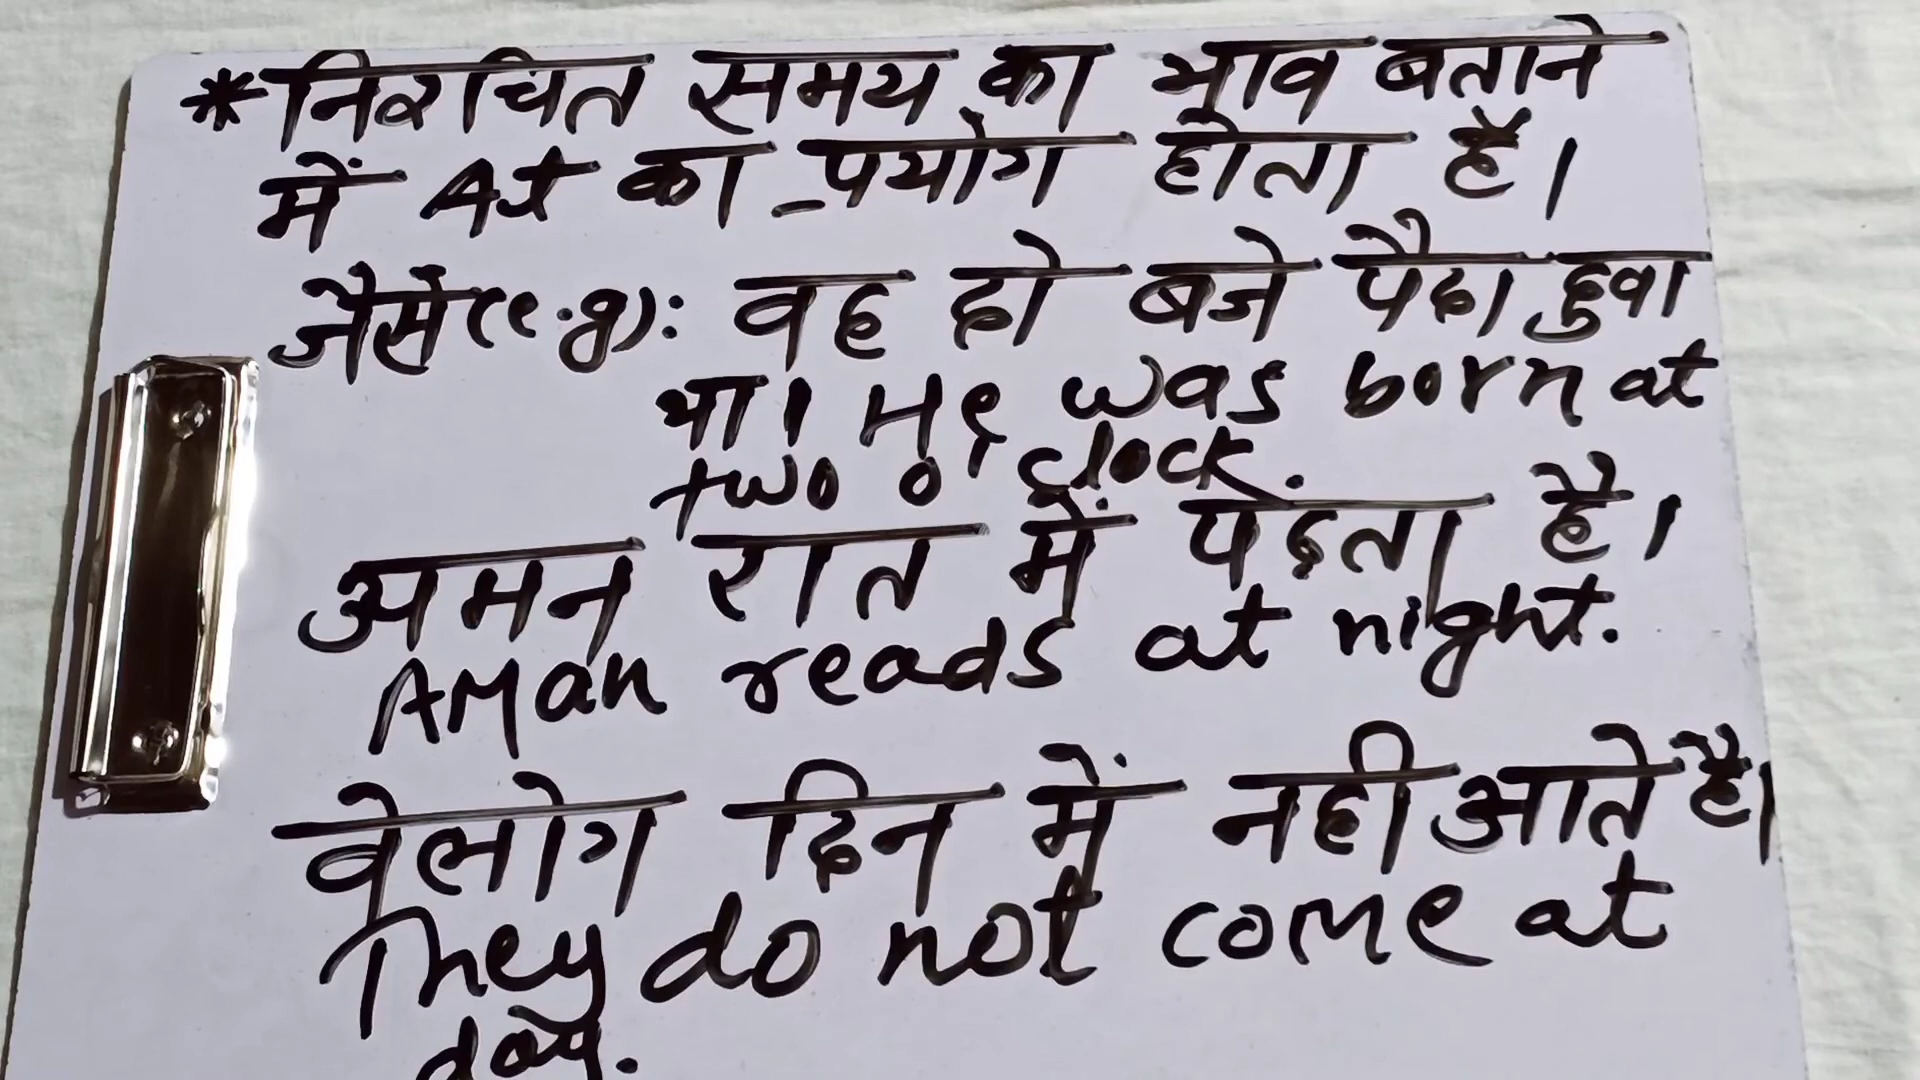 *निश्चित समय का भाव बताने
में At का प्रयोग होता है।
जैसे (e.g): वह दो बजे पैदा हुवा
था। He was born at
two o'clock.
अमन रात में पढ़ता है।
AMan reads at night.
वेलोग दिन में नही आते है।
They do not come at
day.